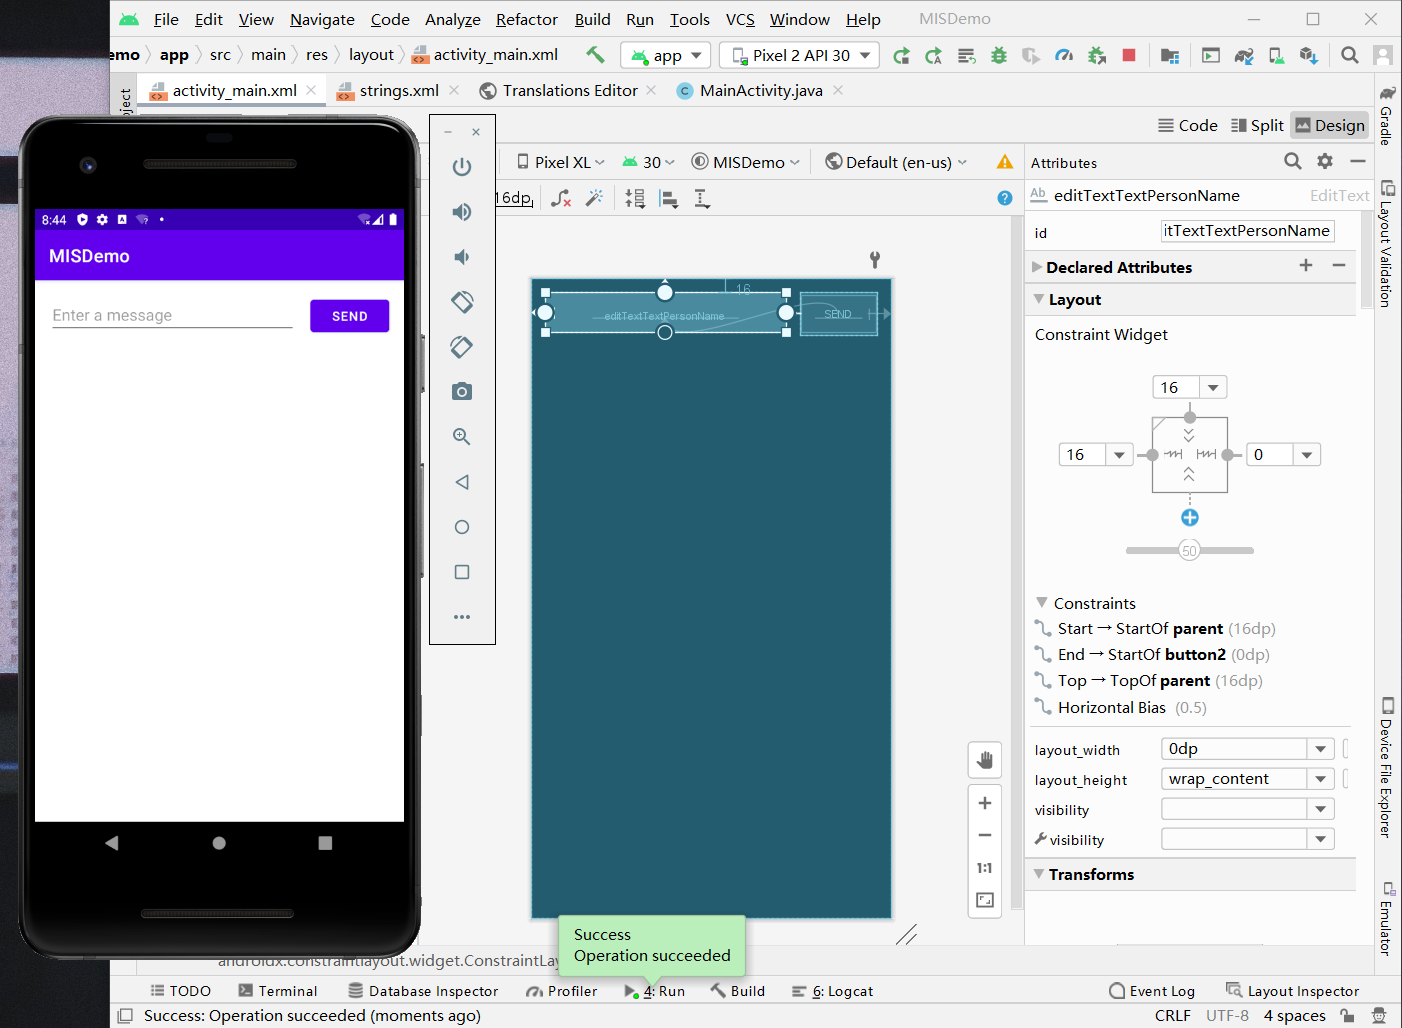 File Edit View Navigate Code Analyze Refactor Build Run Tools VCS Window Help MISDemo
emo app src main res layout activity_main.xml app Pixel 2 API 30
activity_main.xml strings.xml Translations Editor MainActivity.java
Code Split Design
Pixel XL 30 MISDemo Default (en-us)
16dp
8:44
MISDemo
Enter a message SEND
16
editTextTextPersonName SEND
1:1
Attributes
Ab editTextTextPersonName EditText
id itTextTextPersonName
Declared Attributes
Layout
Constraint Widget
16
16 0
50
Constraints
Start → StartOf parent (16dp)
End → StartOf button2 (0dp)
Top → TopOf parent (16dp)
Horizontal Bias (0.5)
layout_width 0dp
layout_height wrap_content
visibility
visibility
Transforms
Gradle
Layout Validation
Device File Explorer
Emulator
androidx.constraintlayout.widget.ConstraintLay
Success
Operation succeeded
TODO Terminal Database Inspector Profiler 4: Run Build 6: Logcat Event Log Layout Inspector
Success: Operation succeeded (moments ago) CRLF UTF-8 4 spaces